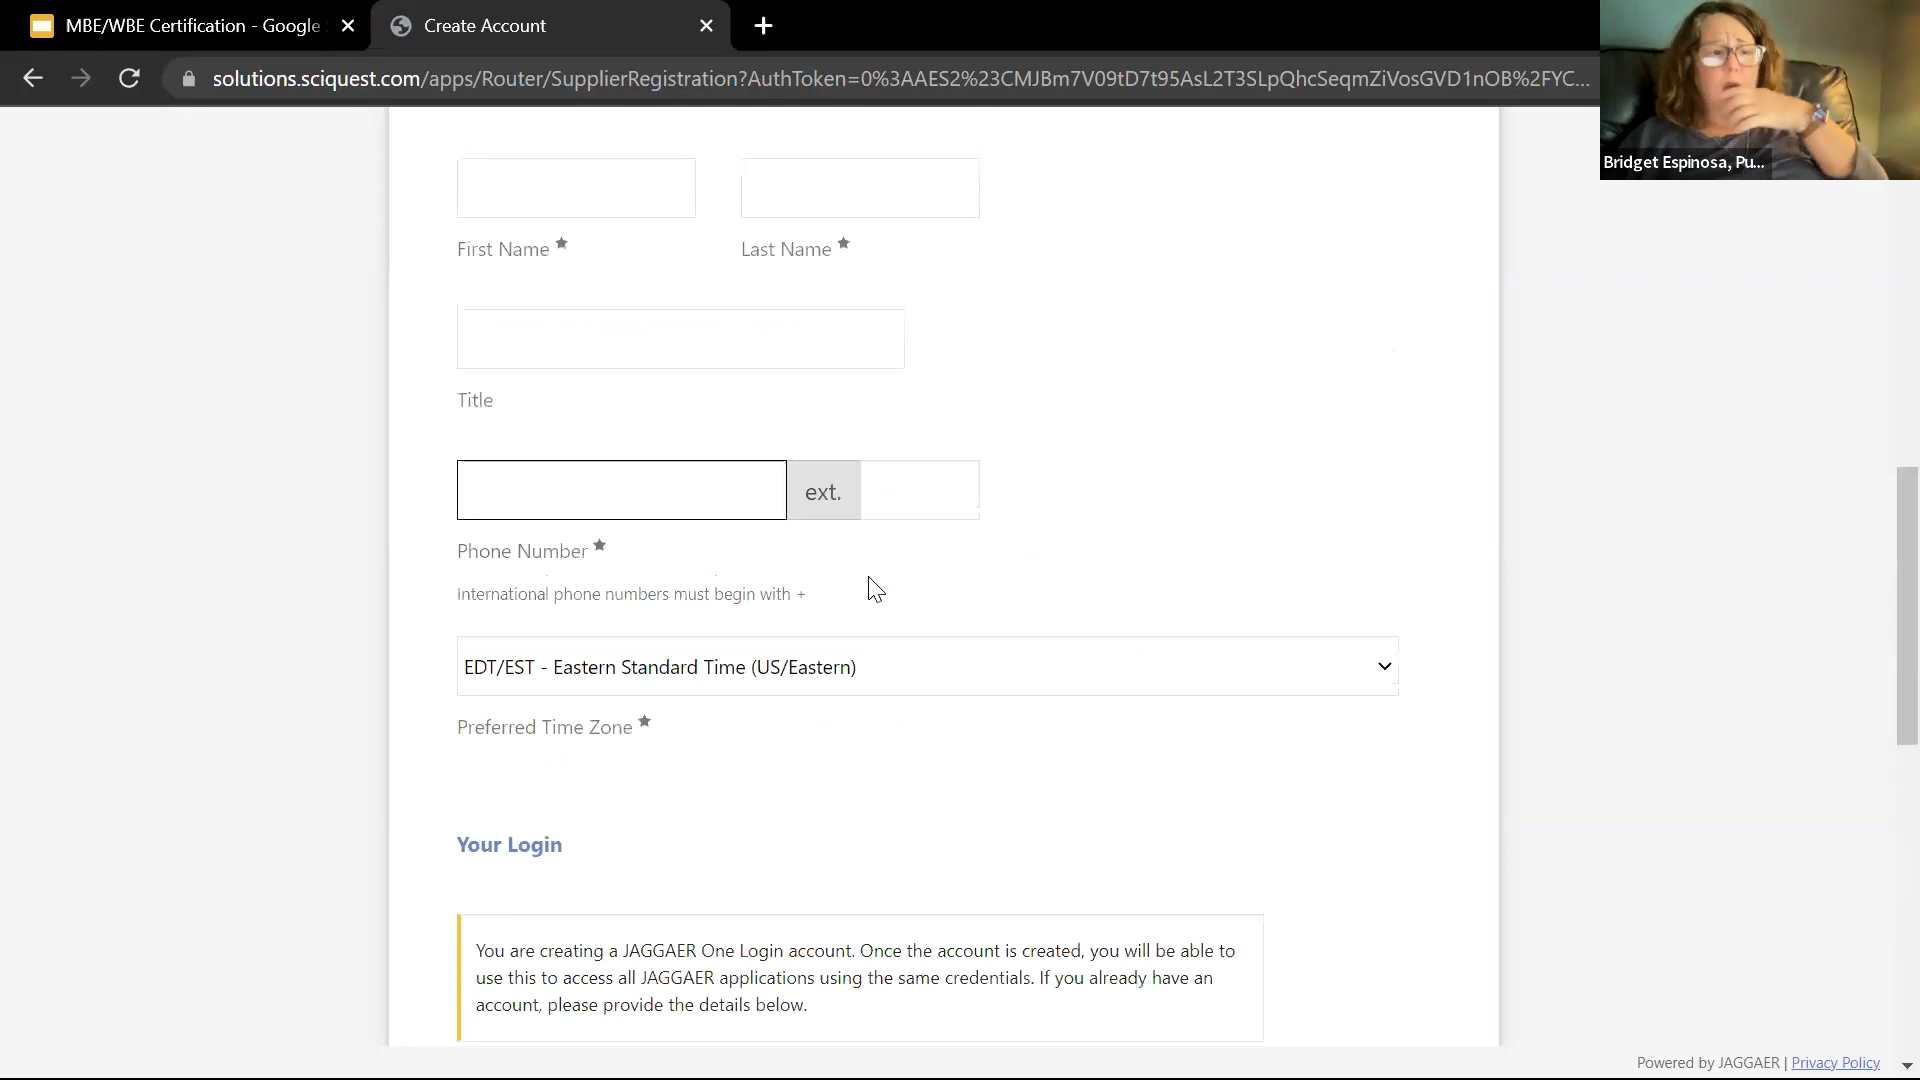 MBE/WBE Certification - Google
Create Account
solutions.sciquest.com/apps/Router/SupplierRegistration?AuthToken=0%3AAES2%23CMJBm7V09tD7t95AsL2T3SLpQhcSeqmZiVosGVD1nOB%2FYC...
Bridget Espinosa, Pu...
First Name ★
Last Name ★
Title
ext.
Phone Number ★
International phone numbers must begin with +
EDT/EST - Eastern Standard Time (US/Eastern)
Preferred Time Zone ★
Your Login
You are creating a JAGGAER One Login account. Once the account is created, you will be able to
use this to access all JAGGAER applications using the same credentials. If you already have an
account, please provide the details below.
Powered by JAGGAER | Privacy Policy